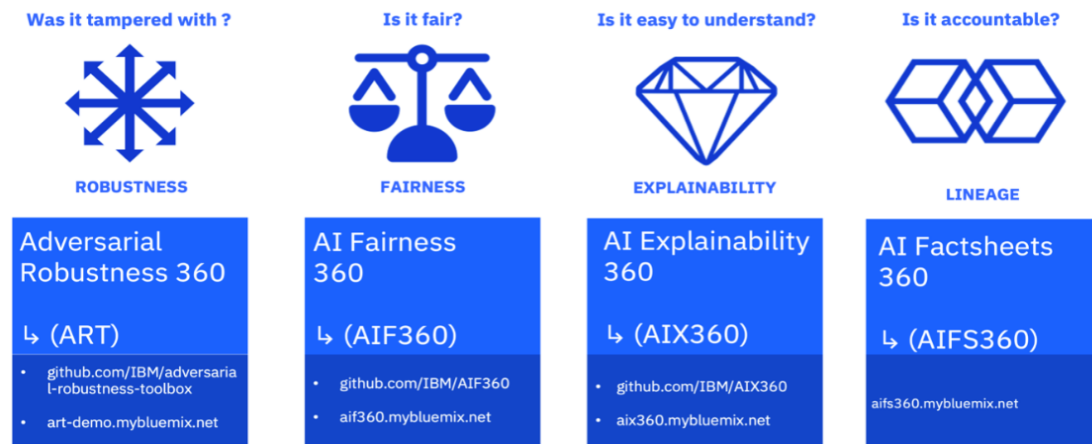 Was it tampered with ?
ROBUSTNESS
Adversarial
Robustness 360
↳ (ART)
• github.com/IBM/adversaria
l-robustness-toolbox
• art-demo.mybluemix.net
Is it fair?
FAIRNESS
AI Fairness
360
↳ (AIF360)
• github.com/IBM/AIF360
• aif360.mybluemix.net
Is it easy to understand?
EXPLAINABILITY
AI Explainability
360
↳ (AIX360)
• github.com/IBM/AIX360
• aix360.mybluemix.net
Is it accountable?
LINEAGE
AI Factsheets
360
↳ (AIFS360)
aifs360.mybluemix.net